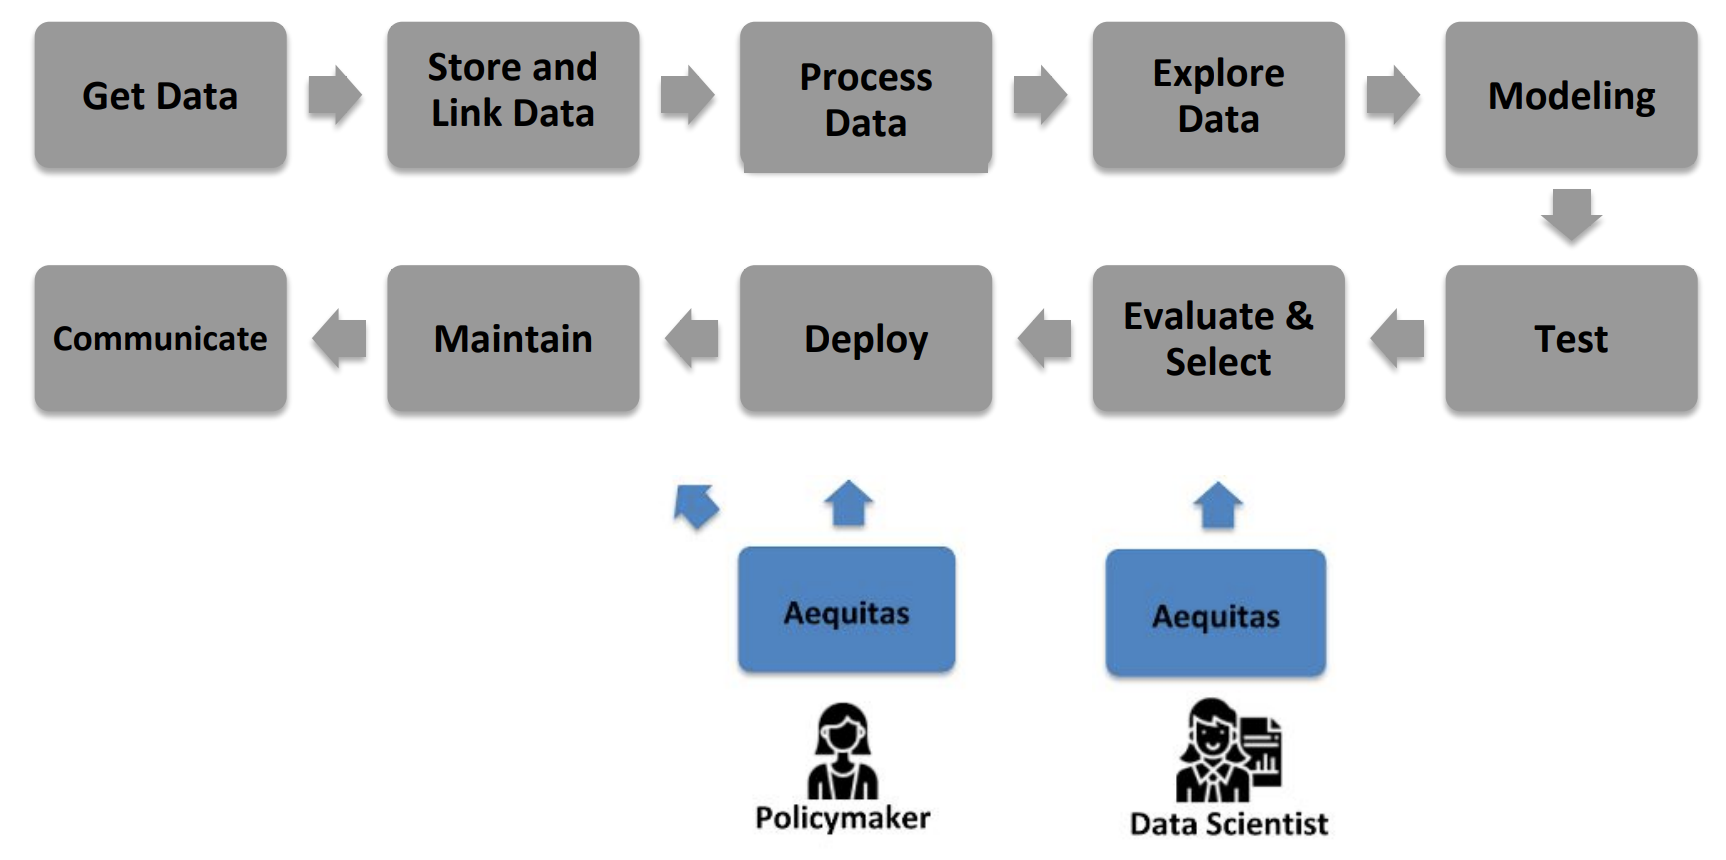 Get Data
Store and
Link Data
Process
Data
Explore
Data
Modeling
Communicate
Maintain
Deploy
Evaluate &
Select
Test
Aequitas
Aequitas
Policymaker
Data Scientist